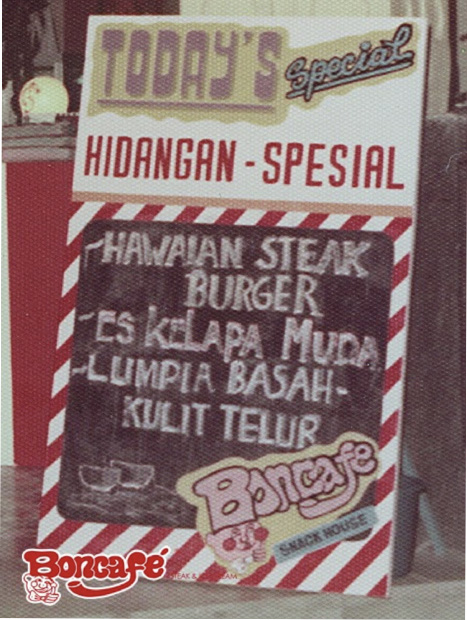 TODAY'S Special
HIDANGAN - SPESIAL
-HAWAIAN STEAK
BURGER
-ES KELAPA MUDA
-LUMPIA BASAH-
KULIT TELUR
Boncafe
SNACK HOUSE
Boncafé
STEAK &